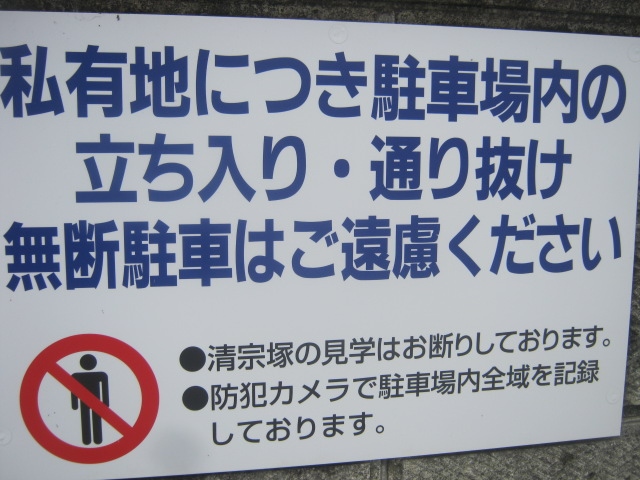 私有地につき駐車場内の
立ち入り・通り抜け
無断駐車はご遠慮ください
●清宗塚の見学はお断りしております。
●防犯カメラで駐車場内全域を記録
しております。